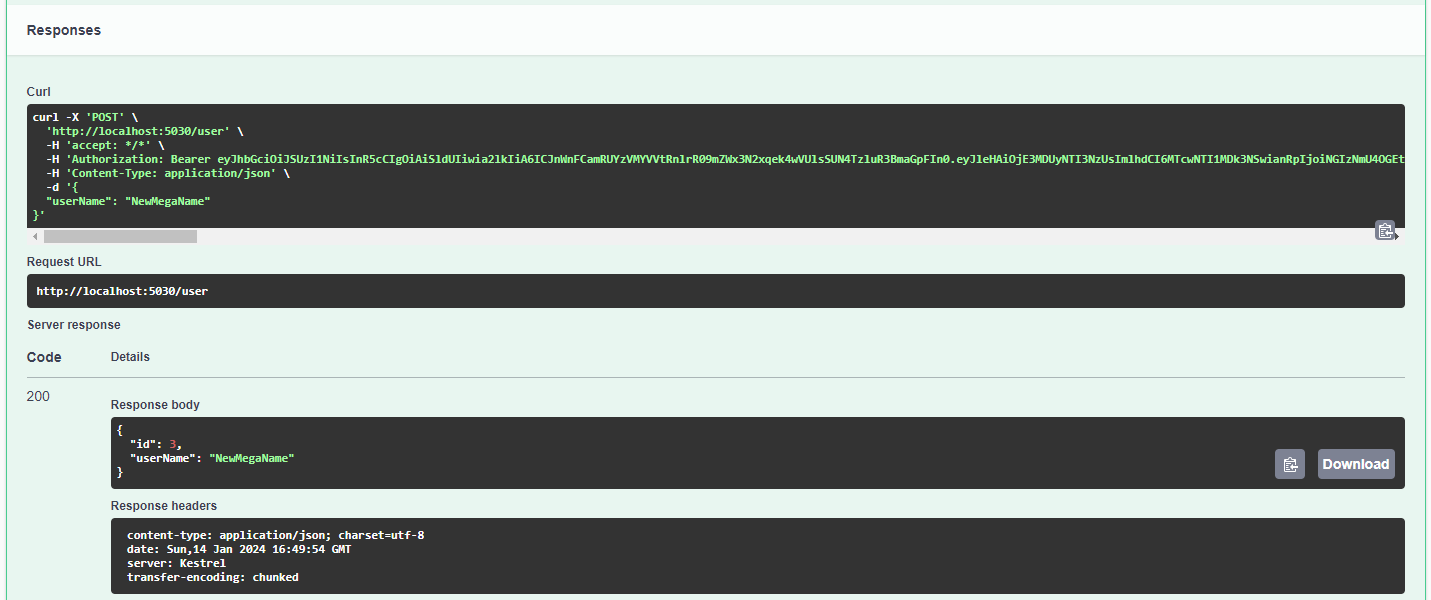 Responses
Curl
curl -X 'POST' \
'http://localhost:5030/user' \
-H 'accept: */*' \
-H 'Authorization: Bearer eyJhbGciOiJSUzI1NiIsInR5cCIgOiAiSldUIiwia2lkIiA6ICJnWnFCamRUYzVMYVVtRnlrR09mZWx3N2xqek4wVUlsSUN4TzluR3BmaGpFIn0.eyJleHAiOjE3MDUyNTI3NzUsImlhdCI6MTcwNTI1MDk3NSwianRpIjoiNGIzNmU4OGEt
-H 'Content-Type: application/json' \
-d '{
"userName": "NewMegaName"
}'
Request URL
http://localhost:5030/user
Server response
Code Details
200
Response body
{
"id": 3,
"userName": "NewMegaName"
}
Download
Response headers
content-type: application/json; charset=utf-8
date: Sun,14 Jan 2024 16:49:54 GMT
server: Kestrel
transfer-encoding: chunked